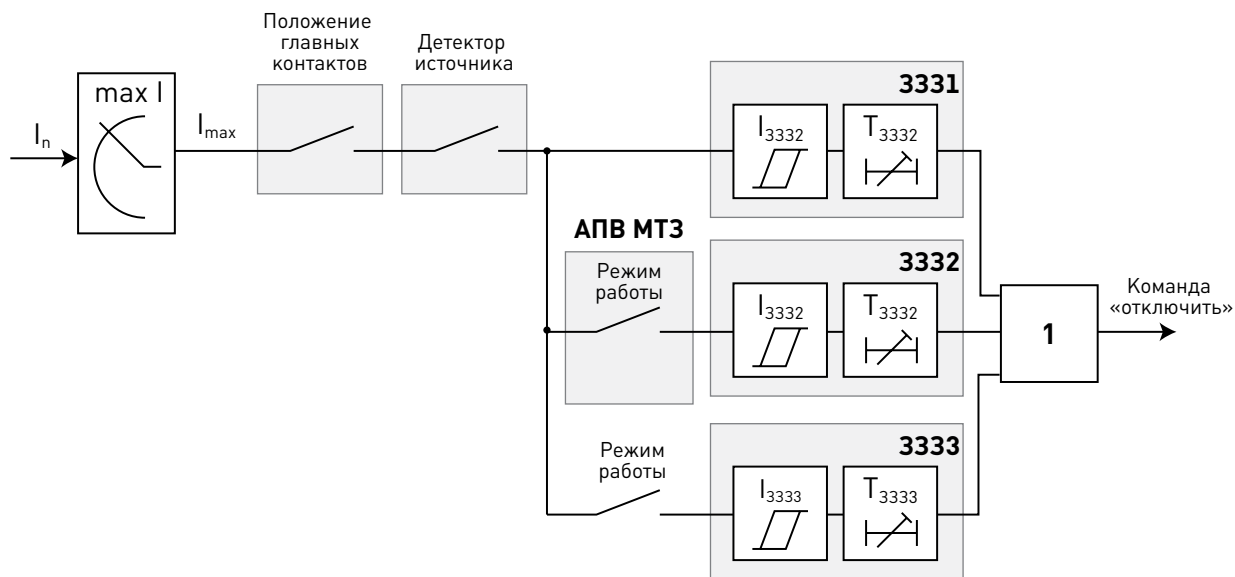 Положение
главных
контактов
Детектор
источника
max I
Iₙ
Imax
3331
I3332
T3332
АПВ МТЗ
Режим
работы
3332
I3332
T3332
1
Команда
«отключить»
Режим
работы
3333
I3333
T3333